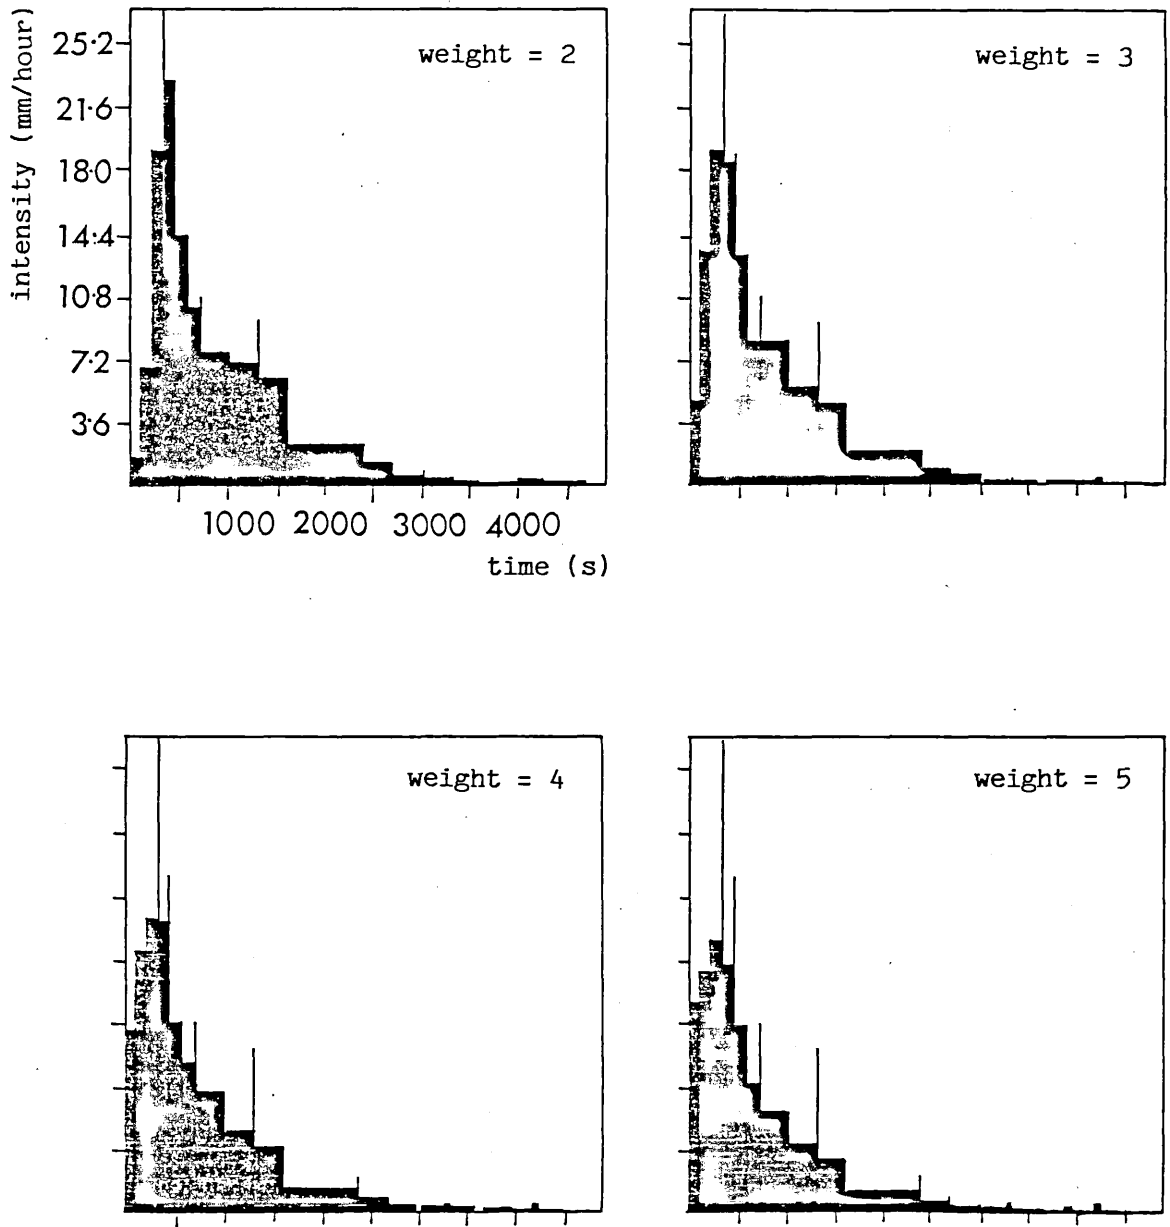 intensity (mm/hour)
25·2
21·6
18·0
14·4
10·8
7·2
3·6
weight = 2
1000 2000 3000 4000
time (s)
weight = 3
weight = 4
weight = 5